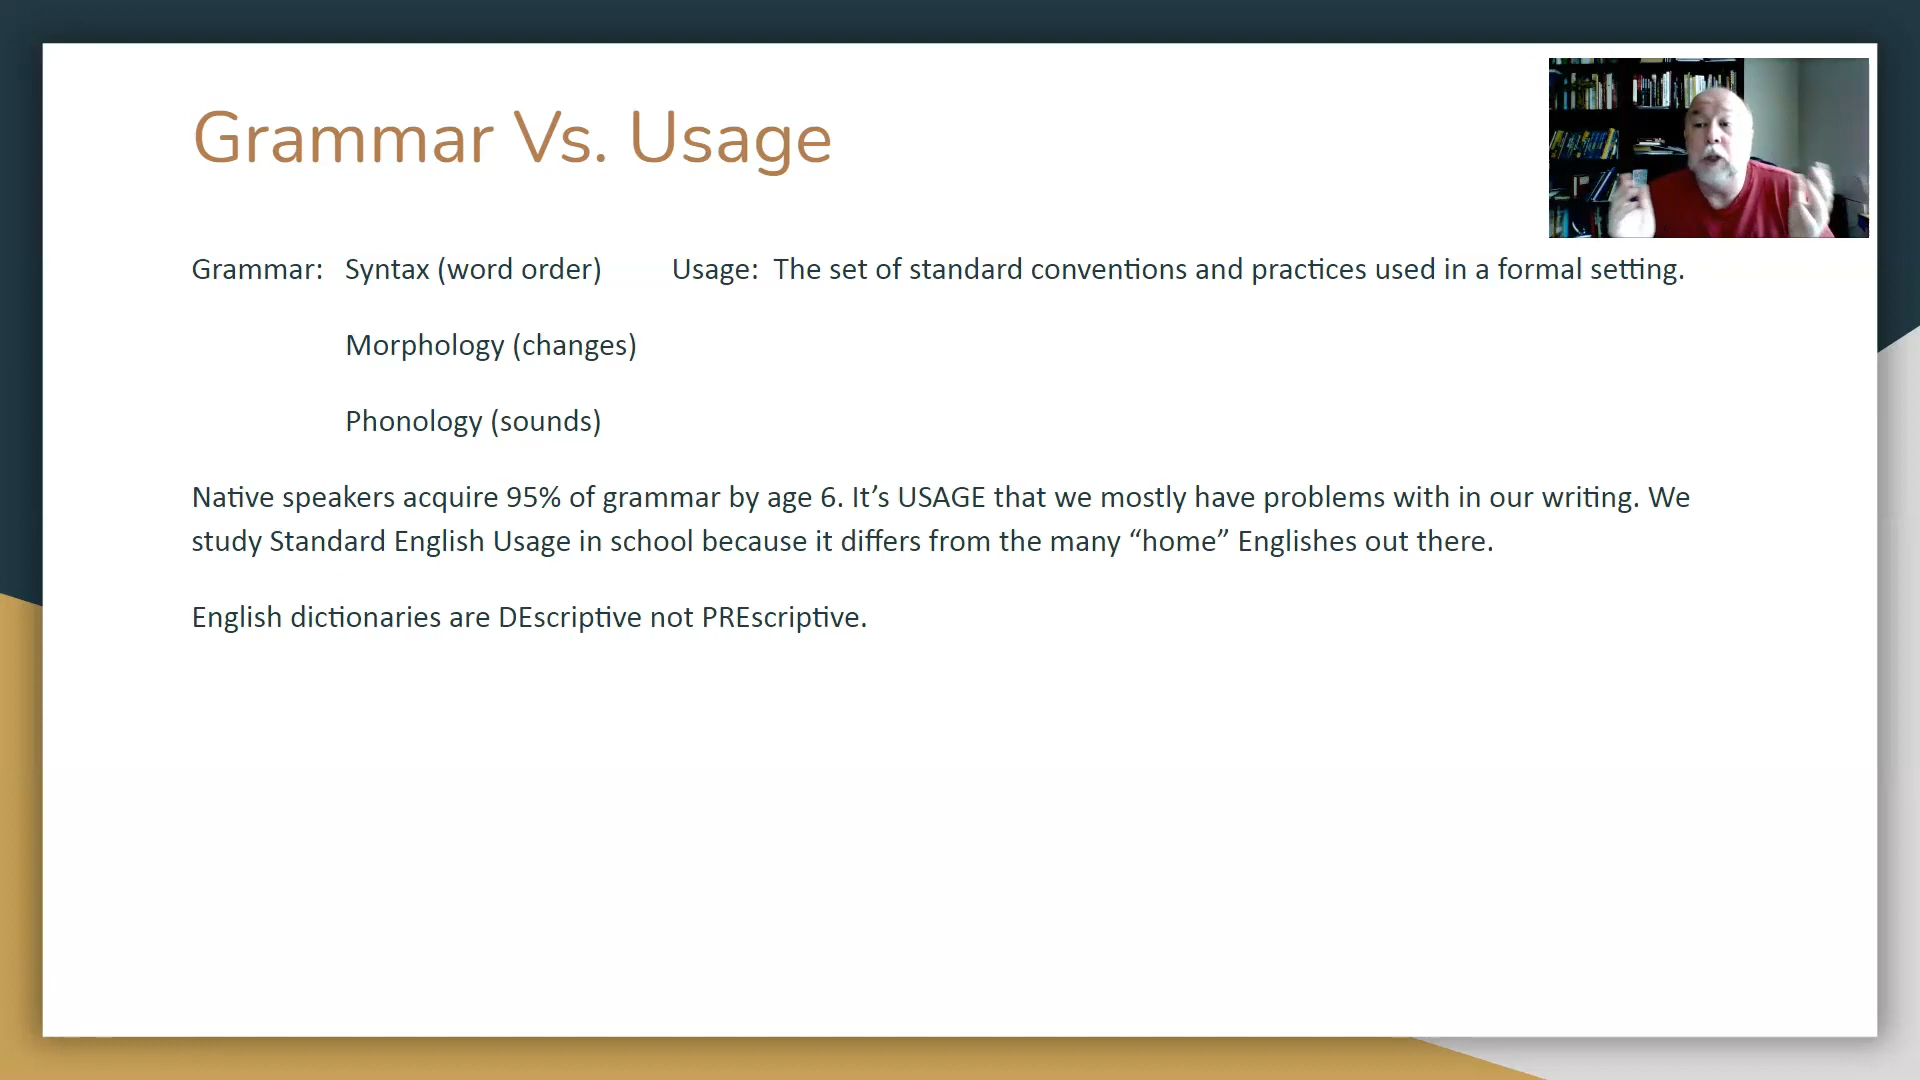 Grammar Vs. Usage
Grammar: Syntax (word order) Usage: The set of standard conventions and practices used in a formal setting.
Morphology (changes)
Phonology (sounds)
Native speakers acquire 95% of grammar by age 6. It’s USAGE that we mostly have problems with in our writing. We
study Standard English Usage in school because it differs from the many “home” Englishes out there.
English dictionaries are DEscriptive not PREscriptive.